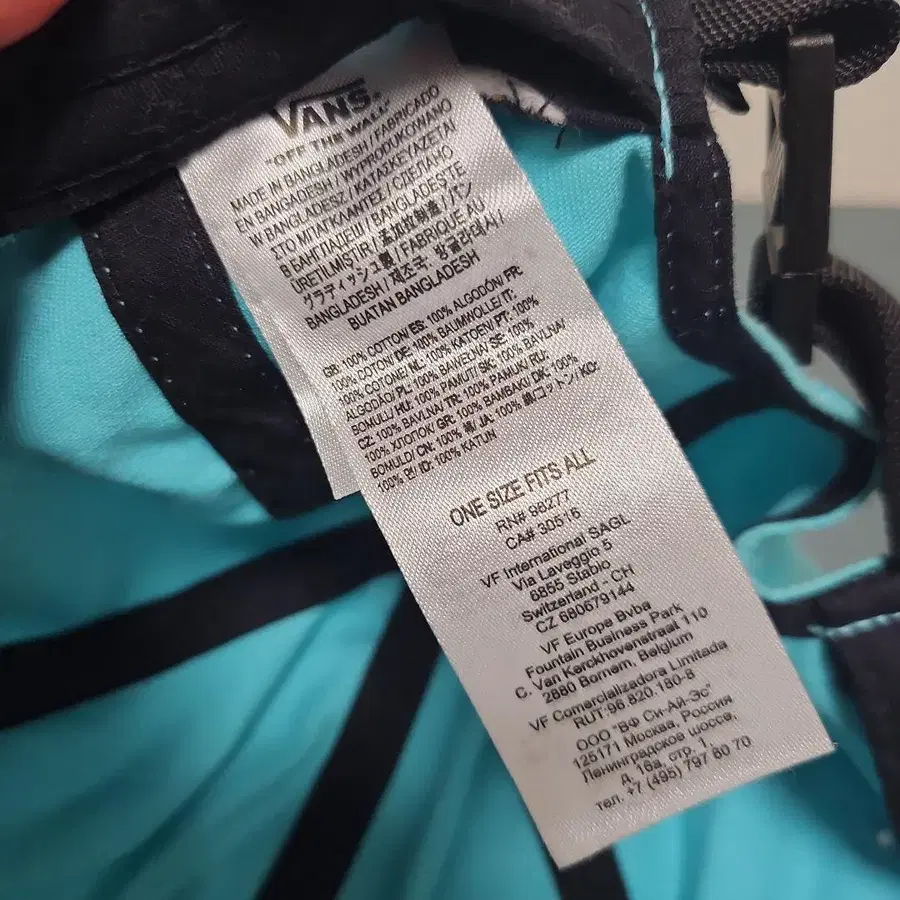 VANS
"OFF THE WALL"
MADE IN BANGLADESH / FABRICADO
EN BANGADESH / WYPRODUKOWANO
W BANGLADESZ / ΚΑΤΑΣΚΕΥΑΖΕΤΑΙ
ΣΤΟ ΜΠΑΓΚΛΑΝΤΕΣ / СДЕЛАНО
В БАНГЛАДЕШ / BANGLADEŞTE
ÜRETİLMİSTİR / 孟加拉制造 / バン
グラディッシュ製 / FABRIQUE AU
BANGLADESH / 제조국: 방글라데시 /
BUATAN BANGLADESH
GB: 100% COTTON/ ES: 100% ALGODÓN/ FR:
100% COTON/ DE: 100% BAUMWOLLE/ IT:
100% COTONE/ NL: 100% KATOEN/ PT: 100%
ALGODÃO/ PL: 100% BAWEŁNA/ SE: 100%
BOMULL/ HU: 100% PAMUT/ SK: 100% BAVLNA/
CZ: 100% BAVLNA/ TR: 100% PAMUK/ RU:
100% ХЛОПОК/ GR: 100% ΒΑΜΒΑΚΙ/ DK: 100%
BOMULD/ CN: 100% 棉/ JA: 100% 綿コットン/ KO:
100% 면/ ID: 100% KATUN
ONE SIZE FITS ALL
RN# 98277
CA# 30516
VF International SAGL
Via Laveggio 5
6855 Stabio
Switzerland - CH
CZ 680679144
VF Europe Bvba
Fountain Business Park
C. Van Kerckhovenstraat 110
2880 Bornem, Belgium
VF Comercializadora Limitada
RUT:96.820.180-8
ООО "Вф Си-Ай-Эс"
125171 Москва, Россия
Ленинградское шоссе,
д. 16а, стр. 1
тел. +7 (495) 797 80 70